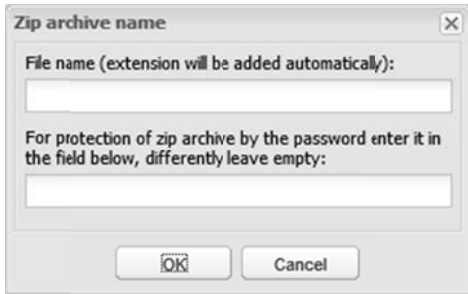 Zip archive name
File name (extension will be added automatically):
For protection of zip archive by the password enter it in
the field below, differently leave empty:
OK
Cancel